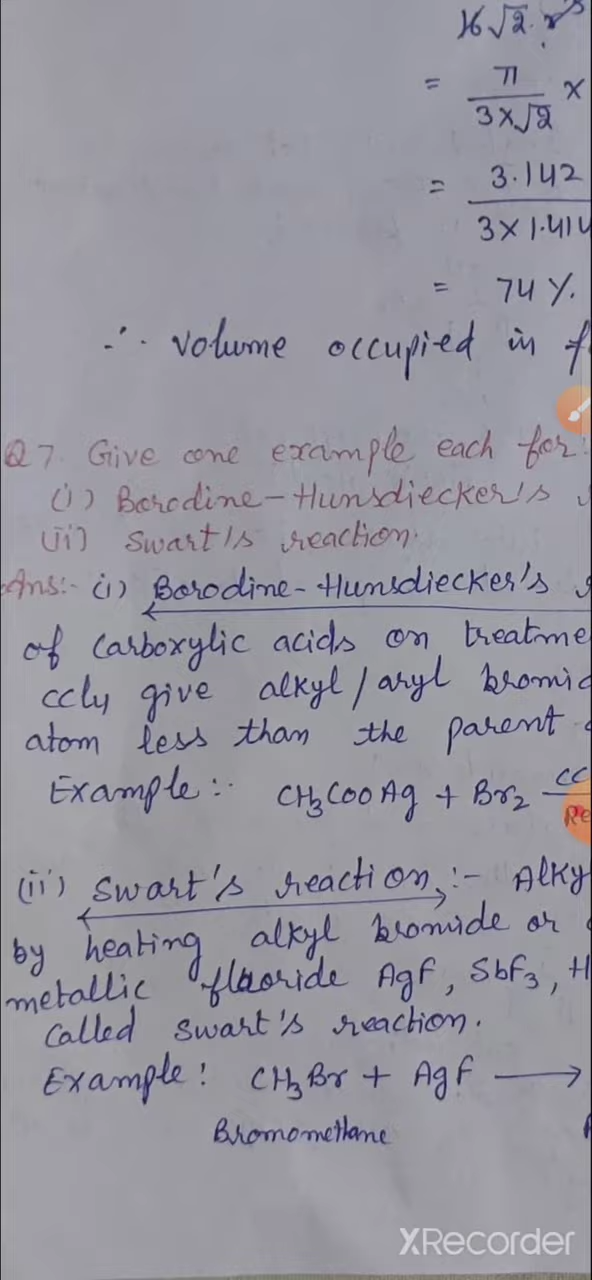 16√2 r³
= π / 3×√2 ×
= 3.142 / 3×1.414
= 74 %.
∴ volume occupied in f
Q7. Give one example each for:
(i) Borodine-Hunsdiecker's
(ii) Swart's reaction.
Ans:- (i) Borodine-Hunsdiecker's
of carboxylic acids on treatme
CCl4 give alkyl/aryl bromid
atom less than the parent
Example:- CH3COOAg + Br2 CC
Re
(ii) Swart's reaction :- Alky
by heating alkyl bromide or
metallic fluoride AgF, SbF3, H
called Swart's reaction.
Example: CH3Br + AgF ⟶
Bromomethane
XRecorder